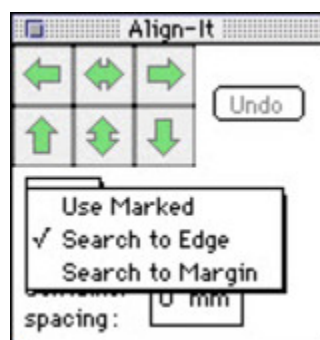 Align-It
Undo
Use Marked
√ Search to Edge
Search to Margin
spacing: 0 mm